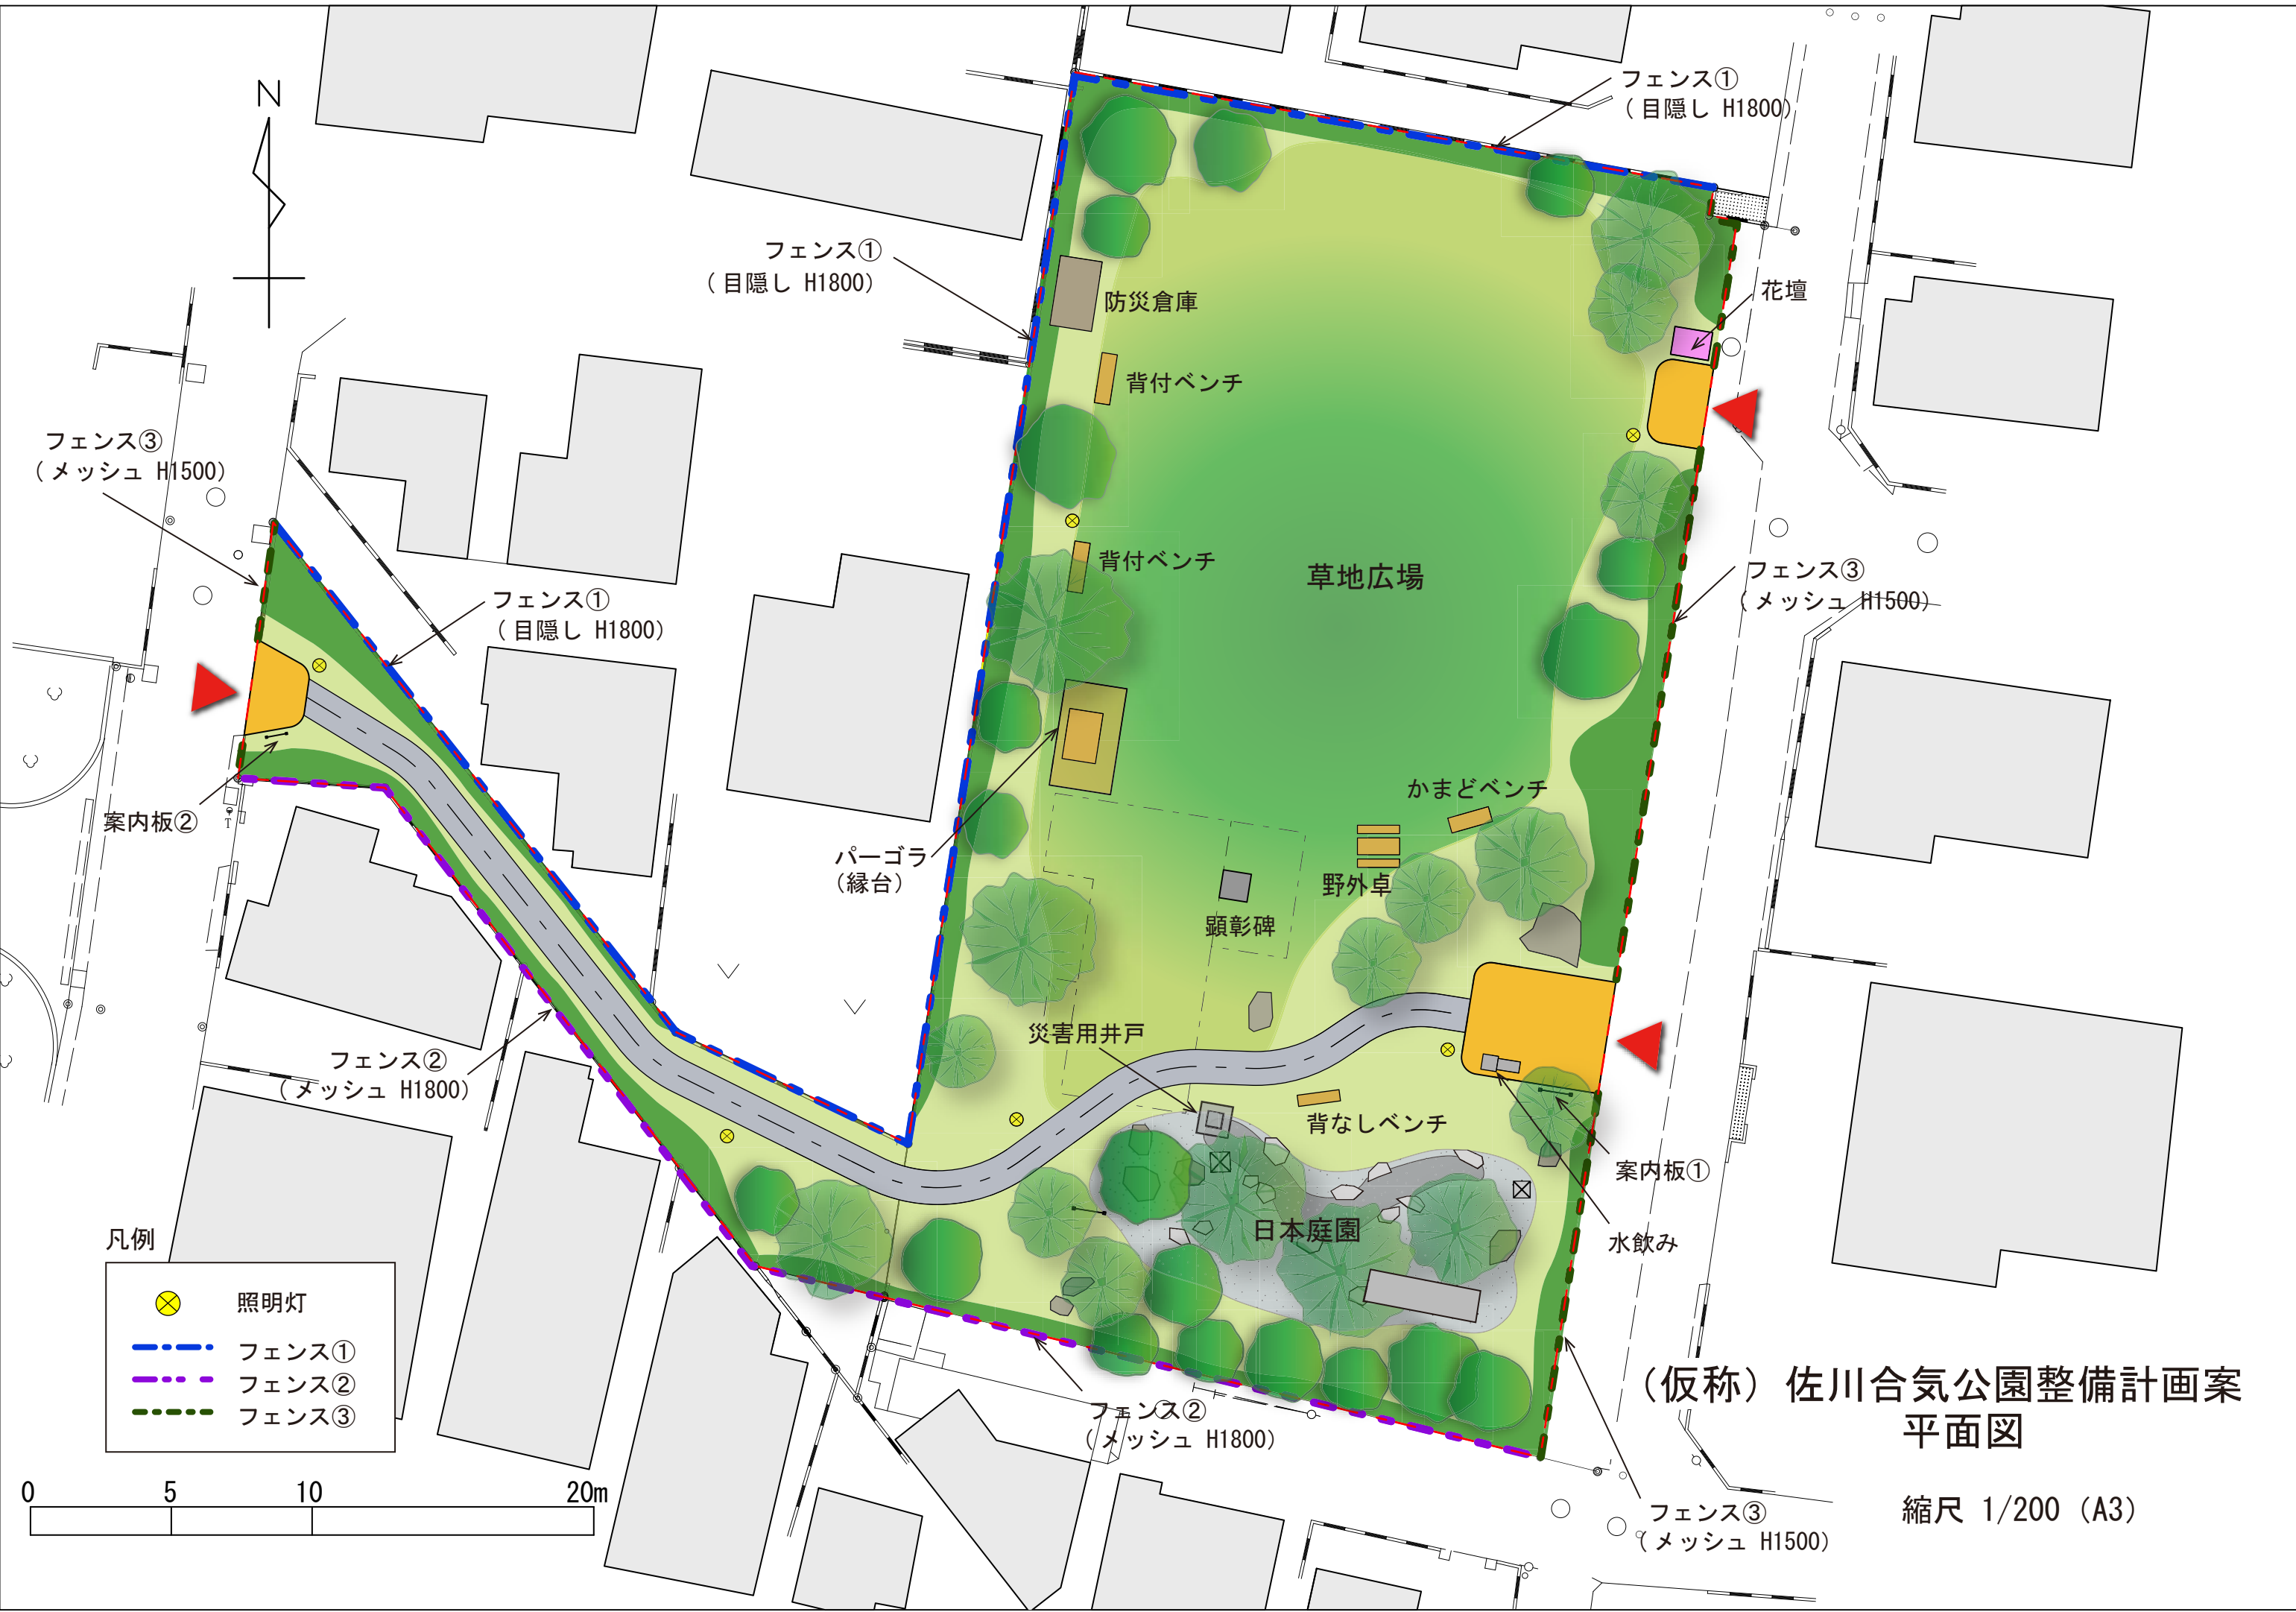 N
フェンス①
（目隠し H1800）
フェンス①
（目隠し H1800）
防災倉庫
花壇
背付ベンチ
フェンス③
（メッシュ H1500）
背付ベンチ
草地広場
フェンス③
（メッシュ H1500）
フェンス①
（目隠し H1800）
案内板②
かまどベンチ
パーゴラ
（縁台）
野外卓
顕彰碑
災害用井戸
フェンス②
（メッシュ H1800）
背なしベンチ
案内板①
日本庭園
水飲み
凡例
照明灯
フェンス①
フェンス②
フェンス③
フェンス②
（メッシュ H1800）
（仮称）佐川合気公園整備計画案
平面図
縮尺 1/200（A3）
フェンス③
（メッシュ H1500）
0 5 10 20m